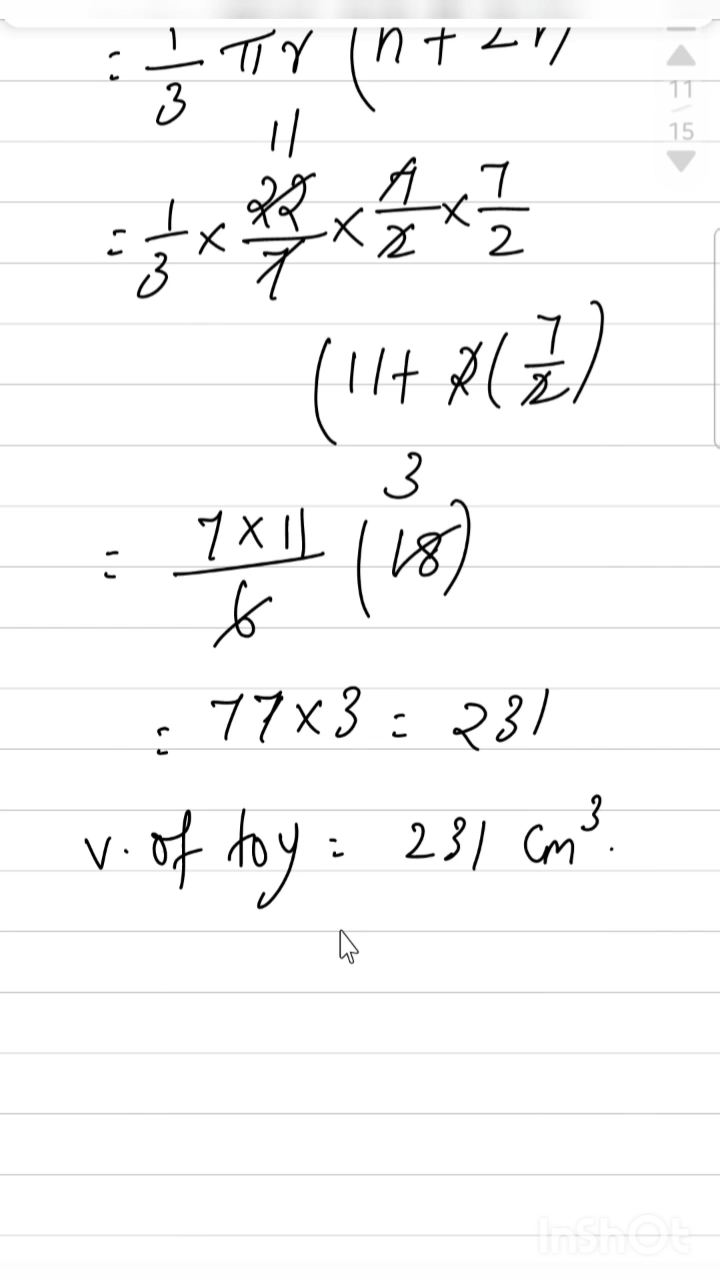 = 1/3 πr (h + 2r)
11
= 1/3 × 22/7 × 7/2 × 7/2
(11 + 2(7/2)
3
= 7 × 11/6 (18)
= 77 × 3 = 231
V. of toy = 231 cm³.
11
15
InShOt